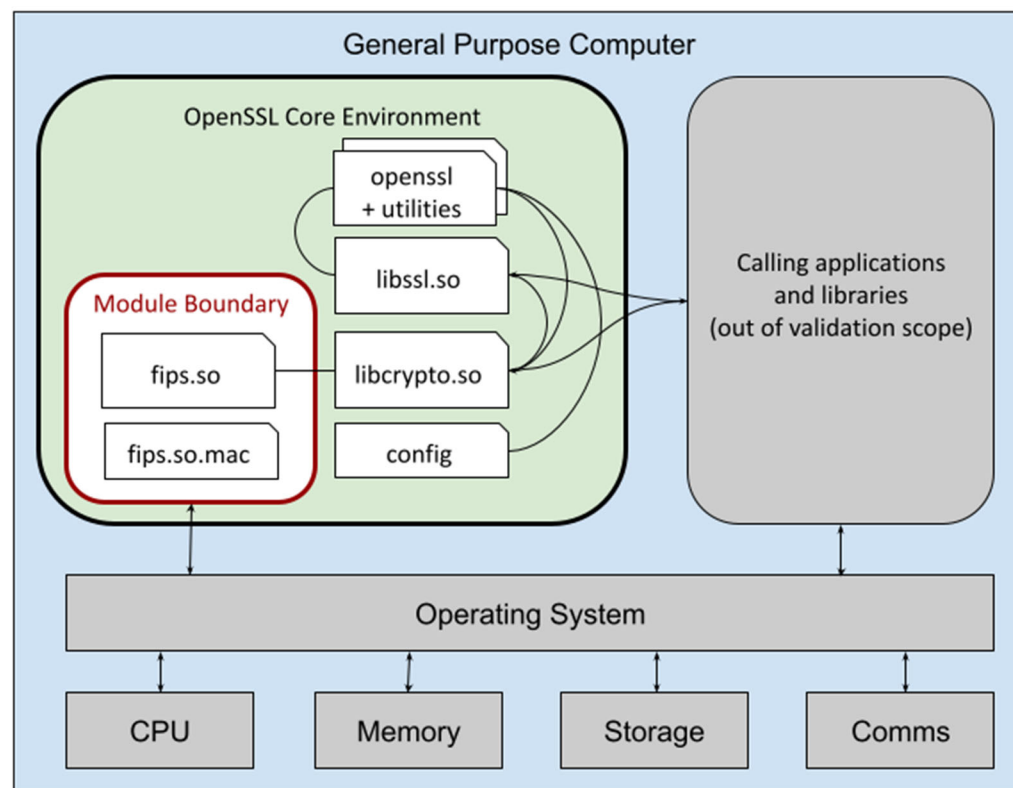 General Purpose Computer
OpenSSL Core Environment
openssl
+ utilities
libssl.so
Module Boundary
fips.so
libcrypto.so
fips.so.mac
config
Calling applications
and libraries
(out of validation scope)
Operating System
CPU
Memory
Storage
Comms